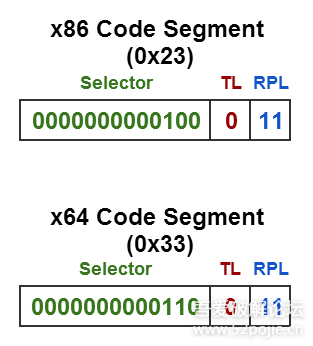 x86 Code Segment
(0x23)
Selector TL RPL
0000000000100 0 11
x64 Code Segment
(0x33)
Selector TL RPL
0000000000110 0 11
吾爱破解论坛
www.52pojie.cn